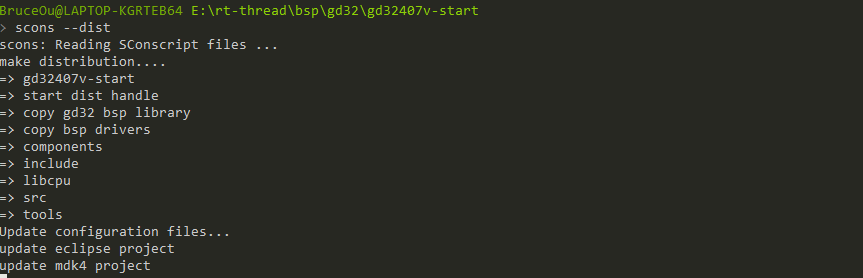 BruceOu@LAPTOP-KGRTEB64 E:\rt-thread\bsp\gd32\gd32407v-start
> scons --dist
scons: Reading SConscript files ...
make distribution....
=> gd32407v-start
=> start dist handle
=> copy gd32 bsp library
=> copy bsp drivers
=> components
=> include
=> libcpu
=> src
=> tools
Update configuration files...
update eclipse project
update mdk4 project